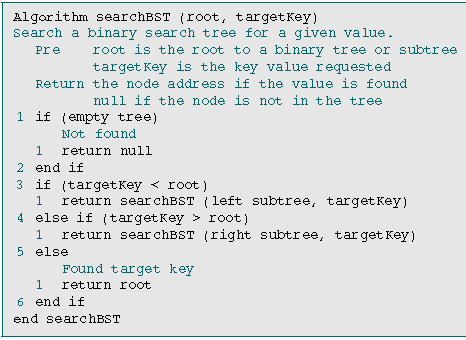 Algorithm searchBST (root, targetKey)
Search a binary search tree for a given value.
Pre root is the root to a binary tree or subtree
targetKey is the key value requested
Return the node address if the value is found
null if the node is not in the tree
1 if (empty tree)
Not found
1 return null
2 end if
3 if (targetKey < root)
1 return searchBST (left subtree, targetKey)
4 else if (targetKey > root)
1 return searchBST (right subtree, targetKey)
5 else
Found target key
1 return root
6 end if
end searchBST